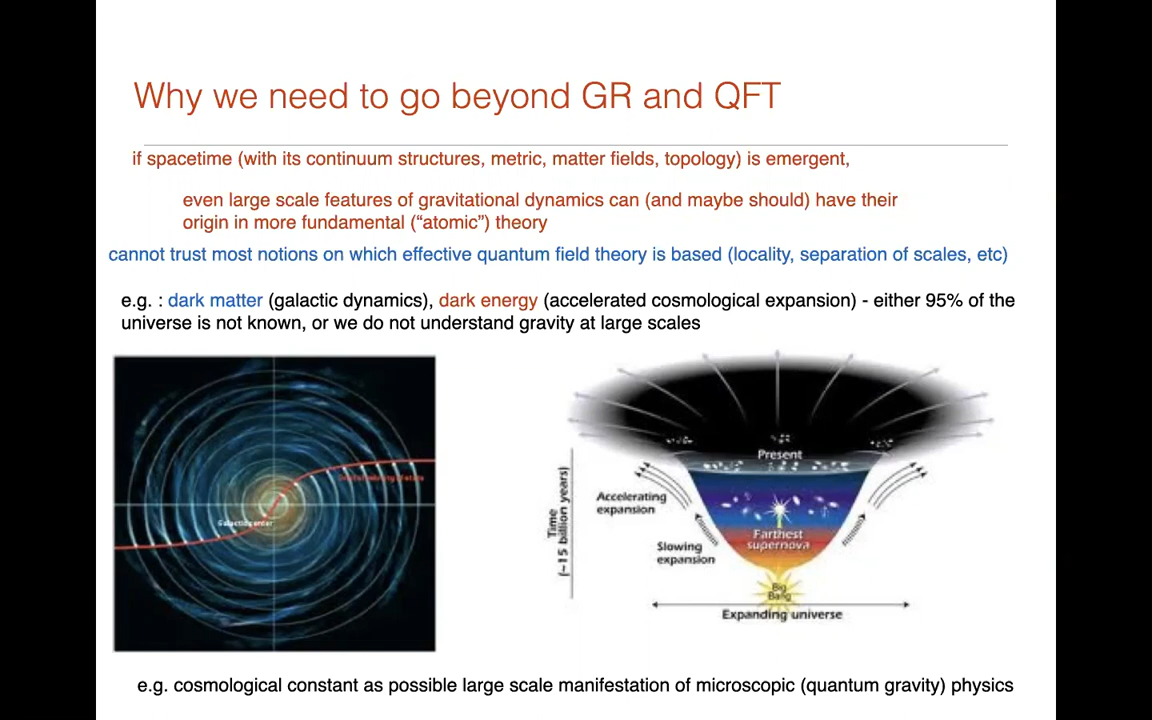 Why we need to go beyond GR and QFT
if spacetime (with its continuum structures, metric, matter fields, topology) is emergent,
even large scale features of gravitational dynamics can (and maybe should) have their
origin in more fundamental (“atomic”) theory
cannot trust most notions on which effective quantum field theory is based (locality, separation of scales, etc)
e.g. : dark matter (galactic dynamics), dark energy (accelerated cosmological expansion) - either 95% of the
universe is not known, or we do not understand gravity at large scales
Galactic center
Present
Accelerating
expansion
Time
(~15 billion years)
Farthest
supernova
Slowing
expansion
Big
Bang
Expanding universe
e.g. cosmological constant as possible large scale manifestation of microscopic (quantum gravity) physics